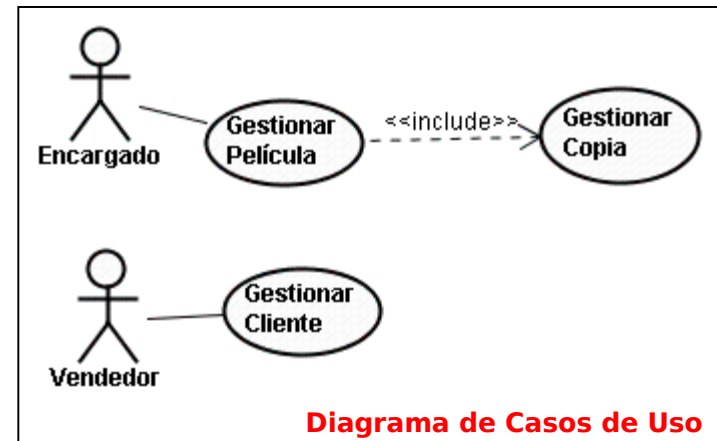 Encargado
Gestionar
Película
<<include>>
Gestionar
Copia
Vendedor
Gestionar
Cliente
Diagrama de Casos de Uso